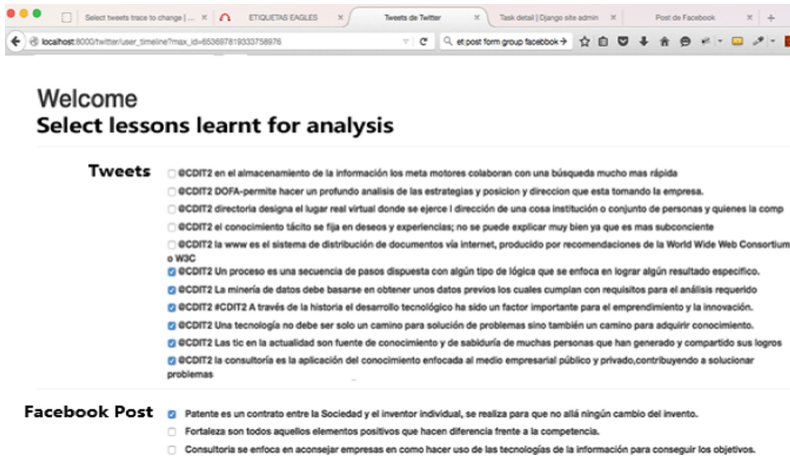 Select tweets trace to change | ...
ETIQUETAS EAGLES
Tweets de Twitter
Task detail | Django site admin
Post de Facebook
localhost:8000/twitter/user_timeline?max_id=653697819333758976
et post form group facebbok
Welcome
Select lessons learnt for analysis
Tweets
@CDIT2 en el almacenamiento de la información los meta motores colaboran con una búsqueda mucho mas rápida
@CDIT2 DOFA-permite hacer un profundo analisis de las estrategias y posicion y direccion que esta tomando la empresa.
@CDIT2 directoria designa el lugar real virtual donde se ejerce l dirección de una cosa institución o conjunto de personas y quienes la comp
@CDIT2 el conocimiento tácito se fija en deseos y experiencias; no se puede explicar muy bien ya que es mas subconciente
@CDIT2 la www es el sistema de distribución de documentos vía internet, producido por recomendaciones de la World Wide Web Consortium
o W3C
@CDIT2 Un proceso es una secuencia de pasos dispuesta con algún tipo de lógica que se enfoca en lograr algún resultado específico.
@CDIT2 La minería de datos debe basarse en obtener unos datos previos los cuales cumplan con requisitos para el análisis requerido
@CDIT2 #CDIT2 A través de la historia el desarrollo tecnológico ha sido un factor importante para el emprendimiento y la innovación.
@CDIT2 Una tecnología no debe ser solo un camino para solución de problemas sino también un camino para adquirir conocimiento.
@CDIT2 Las tic en la actualidad son fuente de conocimiento y de sabiduría de muchas personas que han generado y compartido sus logros
@CDIT2 la consultoría es la aplicación del conocimiento enfocada al medio empresarial público y privado,contribuyendo a solucionar
problemas
Facebook Post
Patente es un contrato entre la Sociedad y el inventor individual, se realiza para que no allá ningún cambio del invento.
Fortaleza son todos aquellos elementos positivos que hacen diferencia frente a la competencia.
Consultoria se enfoca en aconsejar empresas en como hacer uso de las tecnologías de la información para conseguir los objetivos.